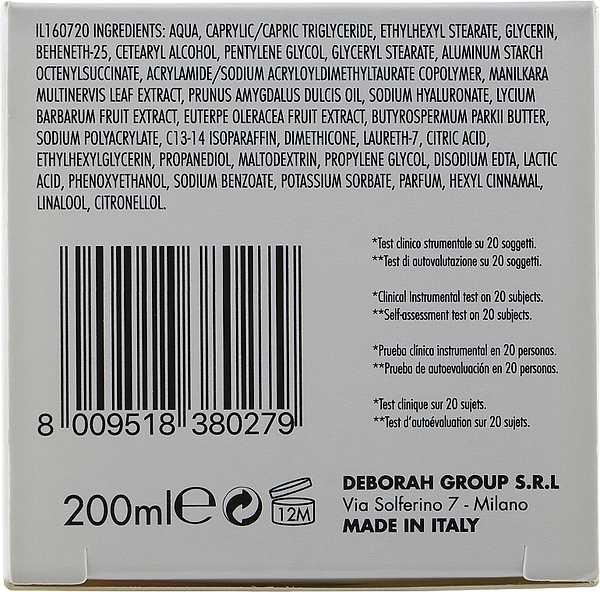 IL160720 INGREDIENTS: AQUA, CAPRYLIC/CAPRIC TRIGLYCERIDE, ETHYLHEXYL STEARATE, GLYCERIN,
BEHENETH-25, CETEARYL ALCOHOL, PENTYLENE GLYCOL, GLYCERYL STEARATE, ALUMINUM STARCH
OCTENYLSUCCINATE, ACRYLAMIDE/SODIUM ACRYLOYLDIMETHYLTAURATE COPOLYMER, MANILKARA
MULTINERVIS LEAF EXTRACT, PRUNUS AMYGDALUS DULCIS OIL, SODIUM HYALURONATE, LYCIUM
BARBARUM FRUIT EXTRACT, EUTERPE OLERACEA FRUIT EXTRACT, BUTYROSPERMUM PARKII BUTTER,
SODIUM POLYACRYLATE, C13-14 ISOPARAFFIN, DIMETHICONE, LAURETH-7, CITRIC ACID,
ETHYLHEXYLGLYCERIN, PROPANEDIOL, MALTODEXTRIN, PROPYLENE GLYCOL, DISODIUM EDTA, LACTIC
ACID, PHENOXYETHANOL, SODIUM BENZOATE, POTASSIUM SORBATE, PARFUM, HEXYL CINNAMAL,
LINALOOL, CITRONELLOL.
*Test clinico strumentale su 20 soggetti.
**Test di autovalutazione su 20 soggetti.
*Clinical Instrumental test on 20 subjects.
**Self-assessment test on 20 subjects.
*Prueba clínica instrumental en 20 personas.
**Prueba de autoevaluación en 20 personas.
*Test clinique sur 20 sujets.
**Test d'autoévaluation sur 20 sujets.
8 009518 380279
200ml e 12M
DEBORAH GROUP S.R.L
Via Solferino 7 - Milano
MADE IN ITALY